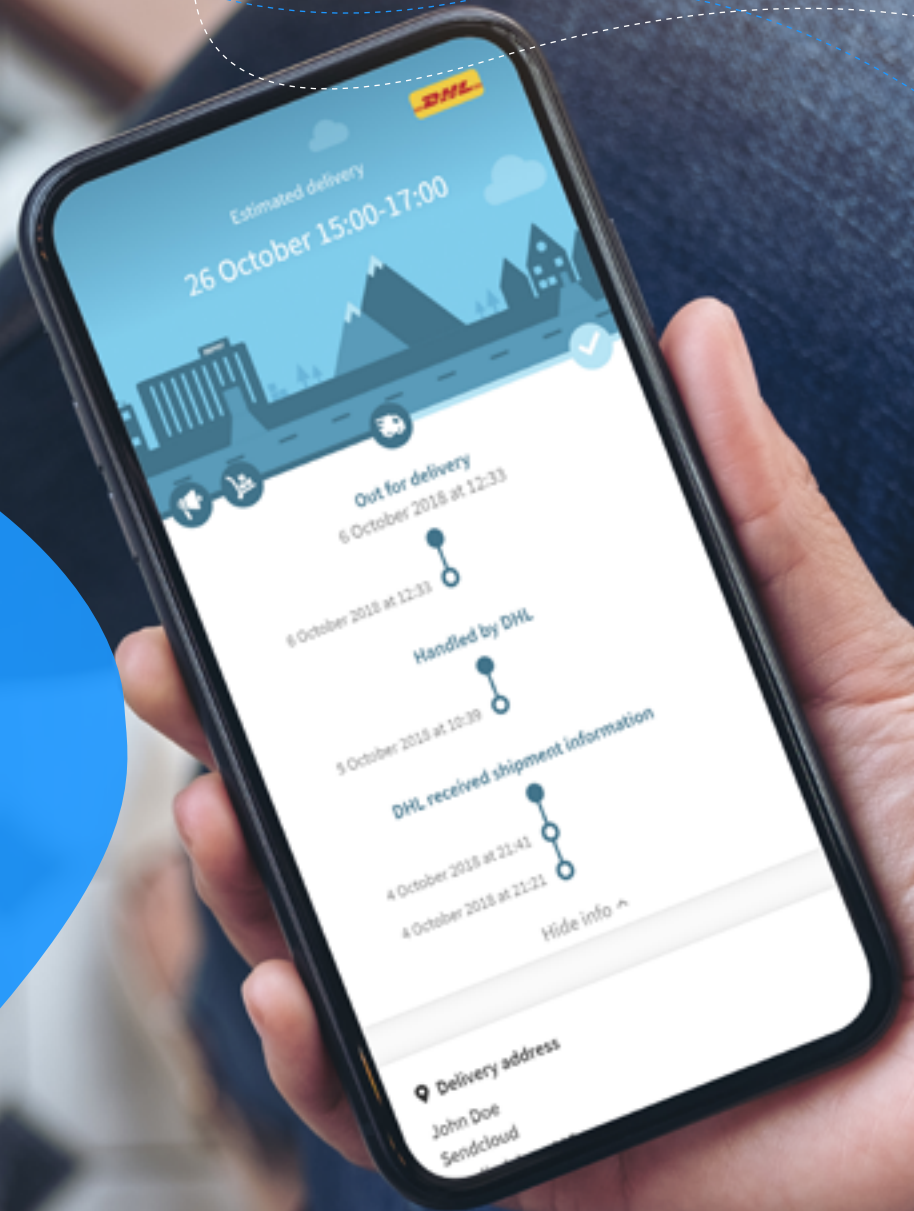 DHL
Estimated delivery
26 October 15:00-17:00
Out for delivery
6 October 2018 at 12:33
6 October 2018 at 12:33
Handled by DHL
5 October 2018 at 10:39
DHL received shipment information
4 October 2018 at 21:41
4 October 2018 at 21:21
Hide info
Delivery address
John Doe
Sendcloud